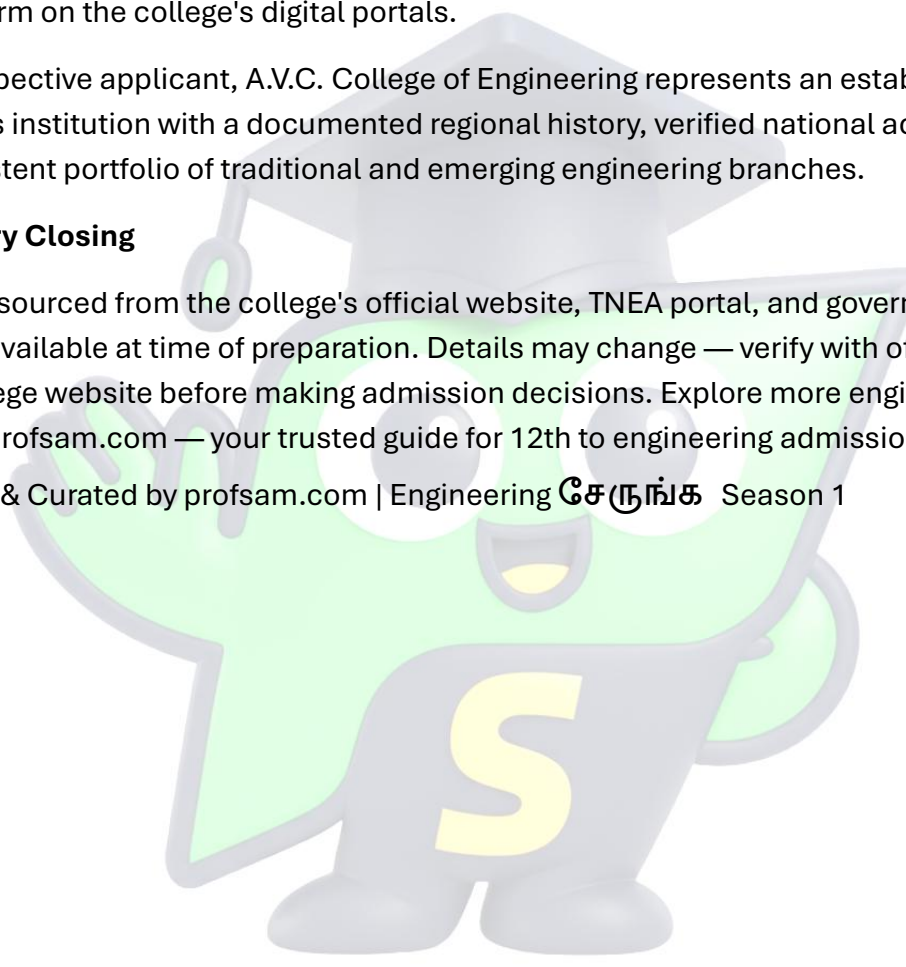 rm on the college's digital portals.
pective applicant, A.V.C. College of Engineering represents an estab
s institution with a documented regional history, verified national ac
stent portfolio of traditional and emerging engineering branches.
ry Closing
sourced from the college's official website, TNEA portal, and govern
vailable at time of preparation. Details may change — verify with of
ege website before making admission decisions. Explore more engi
rofsam.com — your trusted guide for 12th to engineering admissio
& Curated by profsam.com | Engineering சேருங்க Season 1
S